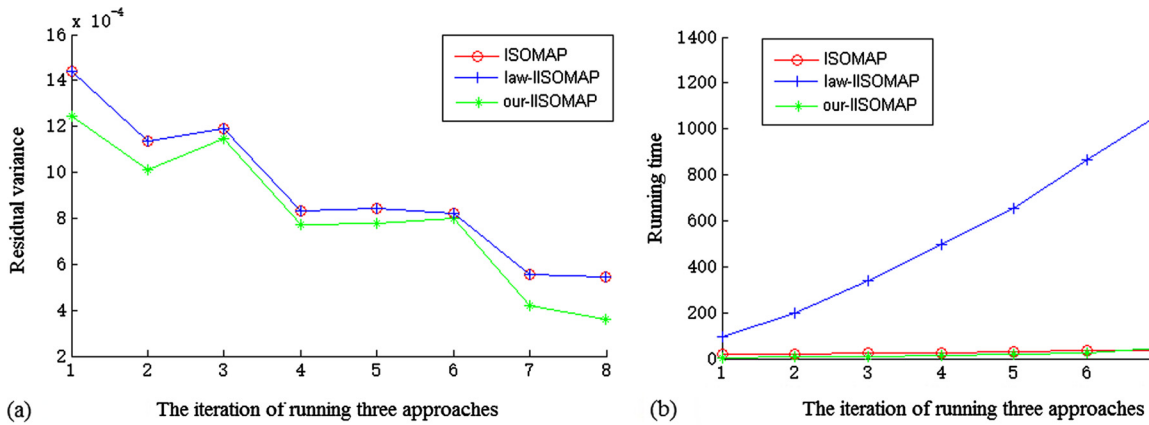 x 10⁻⁴
16
14
12
10
8
6
4
2
1 2 3 4 5 6 7 8
Residual variance
ISOMAP
law-IISOMAP
our-IISOMAP
(a) The iteration of running three approaches
1400
1200
1000
800
600
400
200
0
1 2 3 4 5 6
Running time
ISOMAP
law-IISOMAP
our-IISOMAP
(b) The iteration of running three approaches